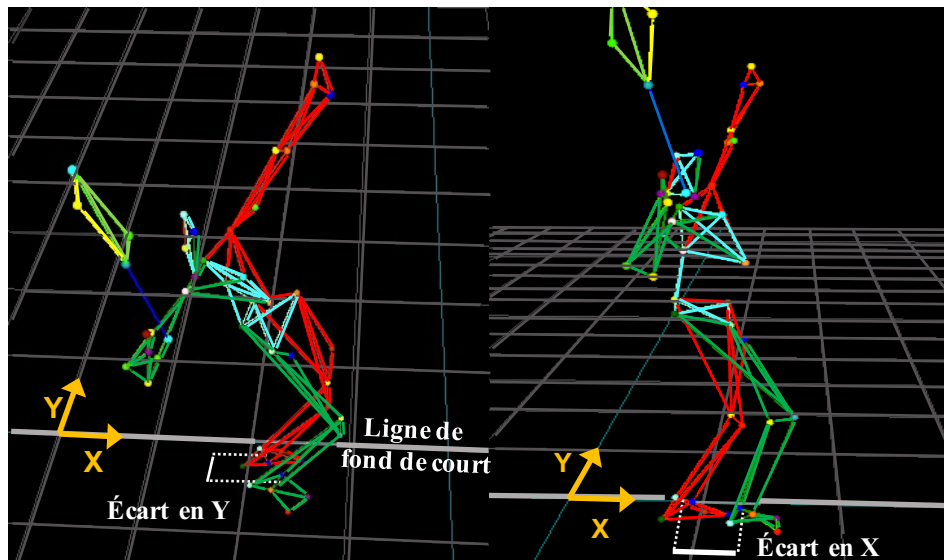 Y
X
Ligne de
fond de court
Écart en Y
Y
X
Écart en X